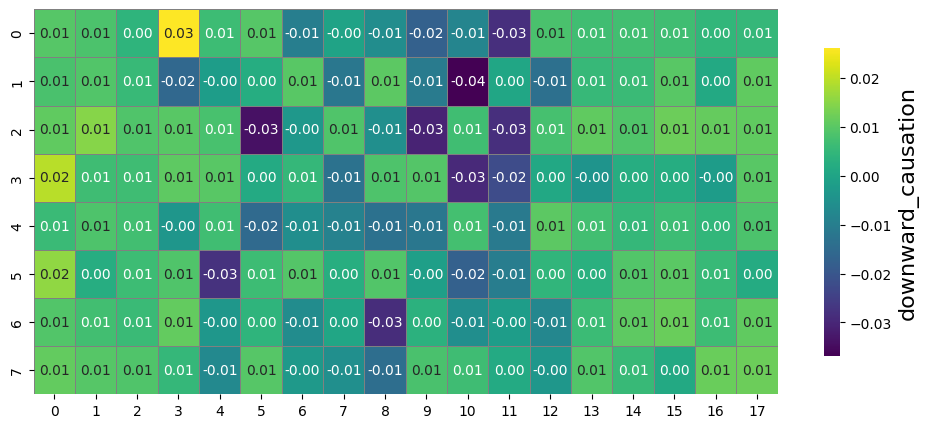 0 0.01 0.01 0.00 0.03 0.01 0.01 -0.01 -0.00 -0.01 -0.02 -0.01 -0.03 0.01 0.01 0.01 0.01 0.00 0.01
1 0.01 0.01 0.01 -0.02 -0.00 0.00 0.01 -0.01 0.01 -0.01 -0.04 0.00 -0.01 0.01 0.01 0.01 0.00 0.01
2 0.01 0.01 0.01 0.01 0.01 -0.03 -0.00 0.01 -0.01 -0.03 0.01 -0.03 0.01 0.01 0.01 0.01 0.01 0.01
3 0.02 0.01 0.01 0.01 0.01 0.00 0.01 -0.01 0.01 0.01 -0.03 -0.02 0.00 -0.00 0.00 0.00 -0.00 0.01
4 0.01 0.01 0.01 -0.00 0.01 -0.02 -0.01 -0.01 -0.01 -0.01 0.01 -0.01 0.01 0.01 0.01 0.01 0.00 0.01
5 0.02 0.00 0.01 0.01 -0.03 0.01 0.01 0.00 0.01 -0.00 -0.02 -0.01 0.00 0.00 0.01 0.01 0.01 0.00
6 0.01 0.01 0.01 0.01 -0.00 0.00 -0.01 0.00 -0.03 0.00 -0.01 -0.00 -0.01 0.01 0.01 0.01 0.00 0.01
7 0.01 0.01 0.01 0.01 -0.01 0.01 -0.00 -0.01 -0.01 0.01 0.01 0.00 -0.00 0.01 0.01 0.00 0.01 0.01
0 1 2 3 4 5 6 7 8 9 10 11 12 13 14 15 16 17
0.02
0.01
0.00
−0.01
−0.02
−0.03
downward_causation